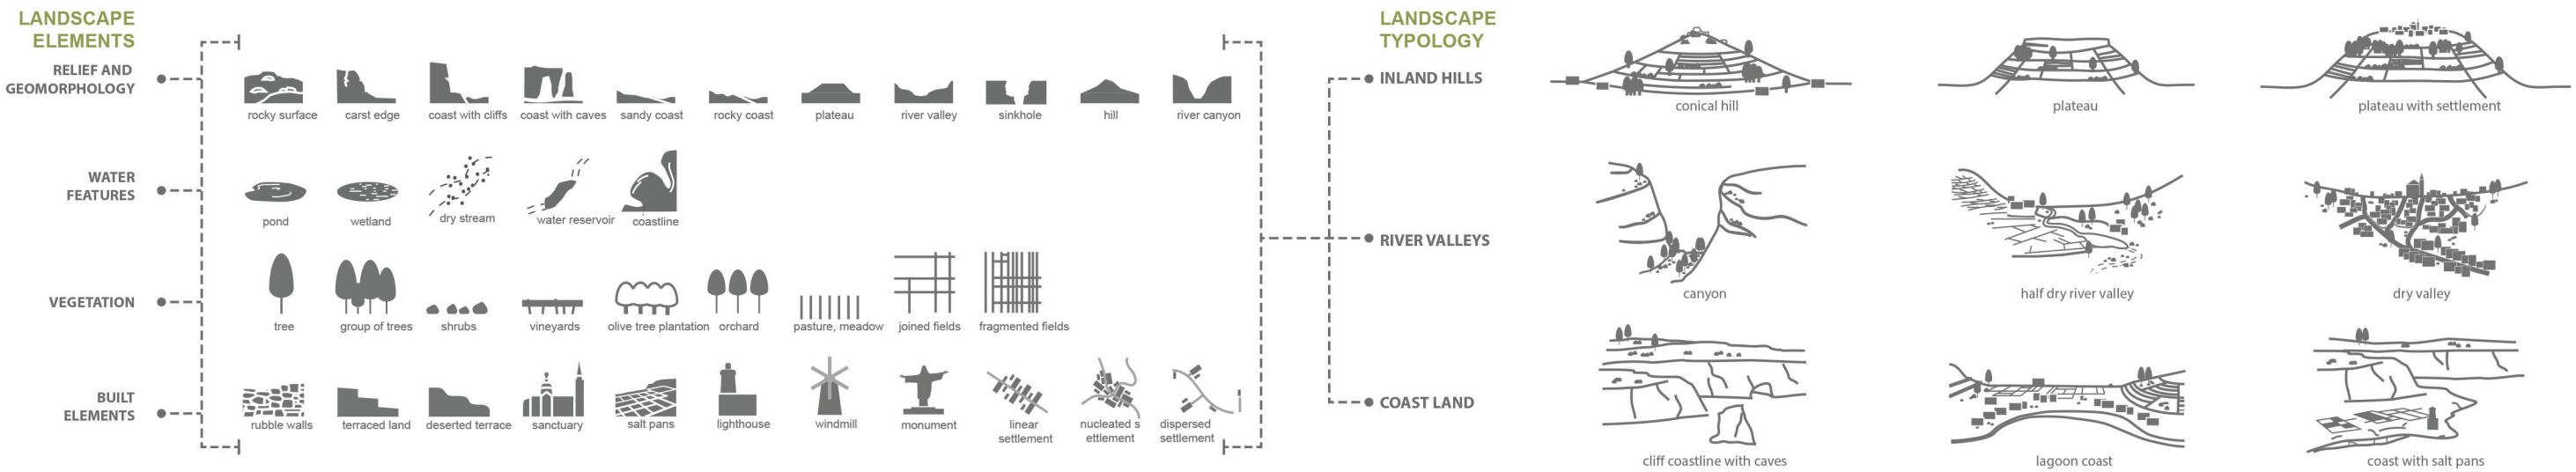 LANDSCAPE
ELEMENTS
RELIEF AND
GEOMORPHOLOGY
rocky surface
carst edge
coast with cliffs
coast with caves
sandy coast
rocky coast
plateau
river valley
sinkhole
hill
river canyon
WATER
FEATURES
pond
wetland
dry stream
water reservoir
coastline
VEGETATION
tree
group of trees
shrubs
vineyards
olive tree plantation
orchard
pasture, meadow
joined fields
fragmented fields
BUILT
ELEMENTS
rubble walls
terraced land
deserted terrace
sanctuary
salt pans
lighthouse
windmill
monument
linear
settlement
nucleated s
ettlement
dispersed
settlement
LANDSCAPE
TYPOLOGY
INLAND HILLS
conical hill
plateau
plateau with settlement
RIVER VALLEYS
canyon
half dry river valley
dry valley
COAST LAND
cliff coastline with caves
lagoon coast
coast with salt pans